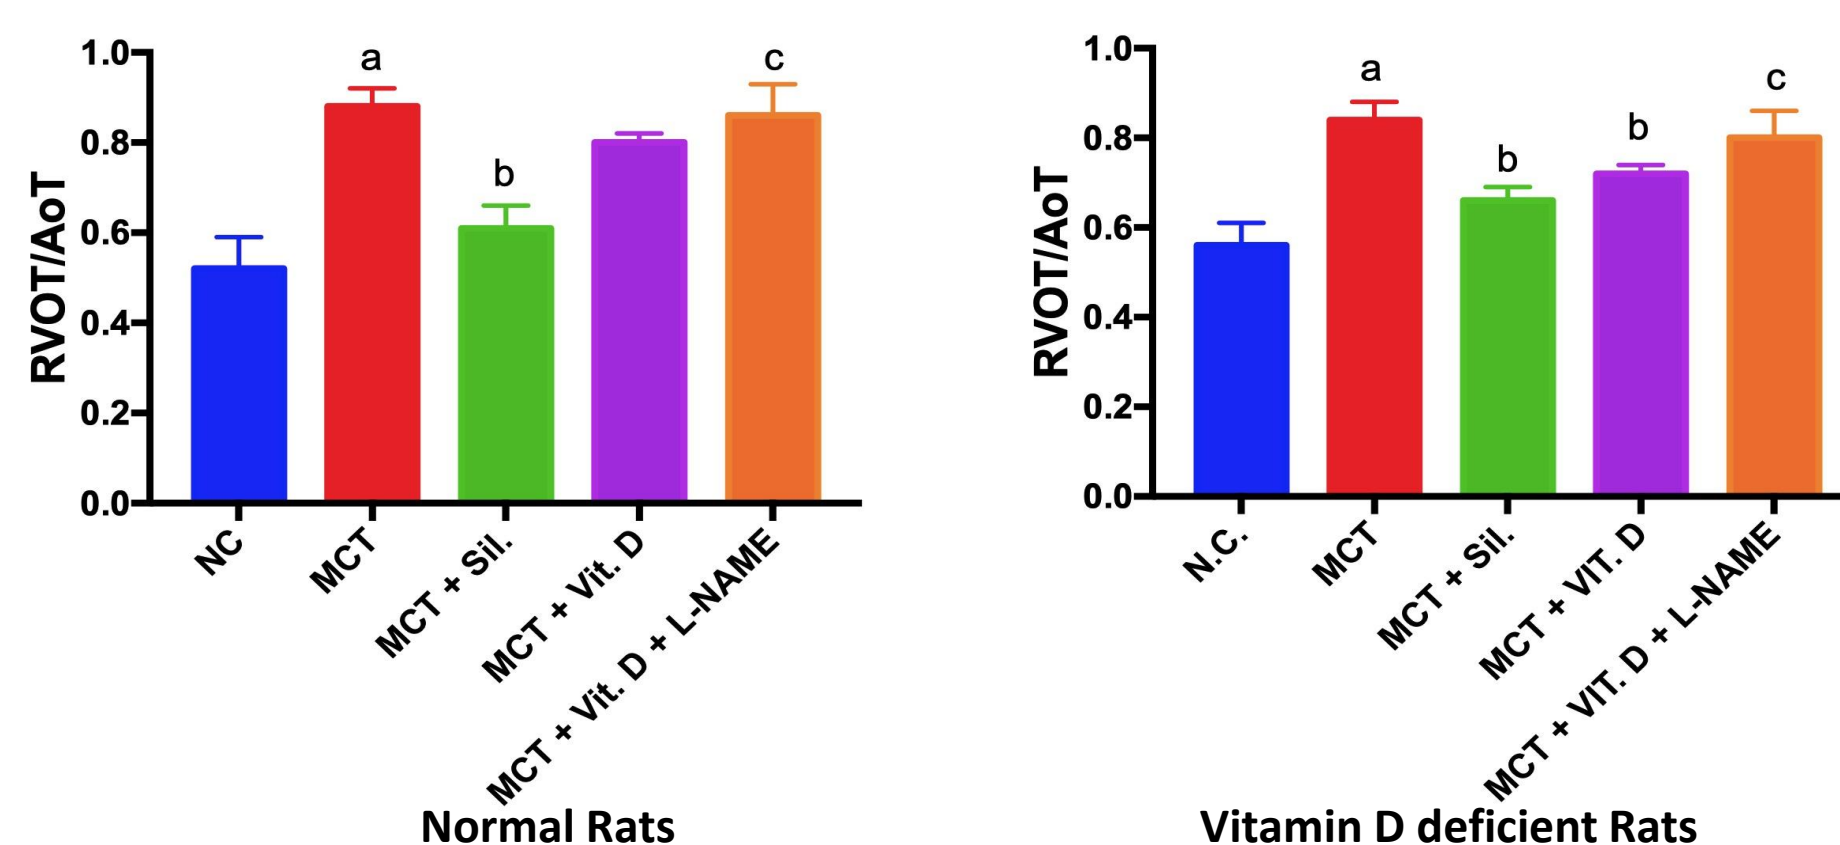 1.0
0.8
0.6
0.4
0.2
0.0
RVOT/AoT
a
b
c
NC
MCT
MCT + Sil.
MCT + Vit. D
MCT + Vit. D + L-NAME
Normal Rats
1.0
0.8
0.6
0.4
0.2
0.0
RVOT/AoT
a
b
b
c
N.C.
MCT
MCT + Sil.
MCT + VIT. D
MCT + VIT. D + L-NAME
Vitamin D deficient Rats